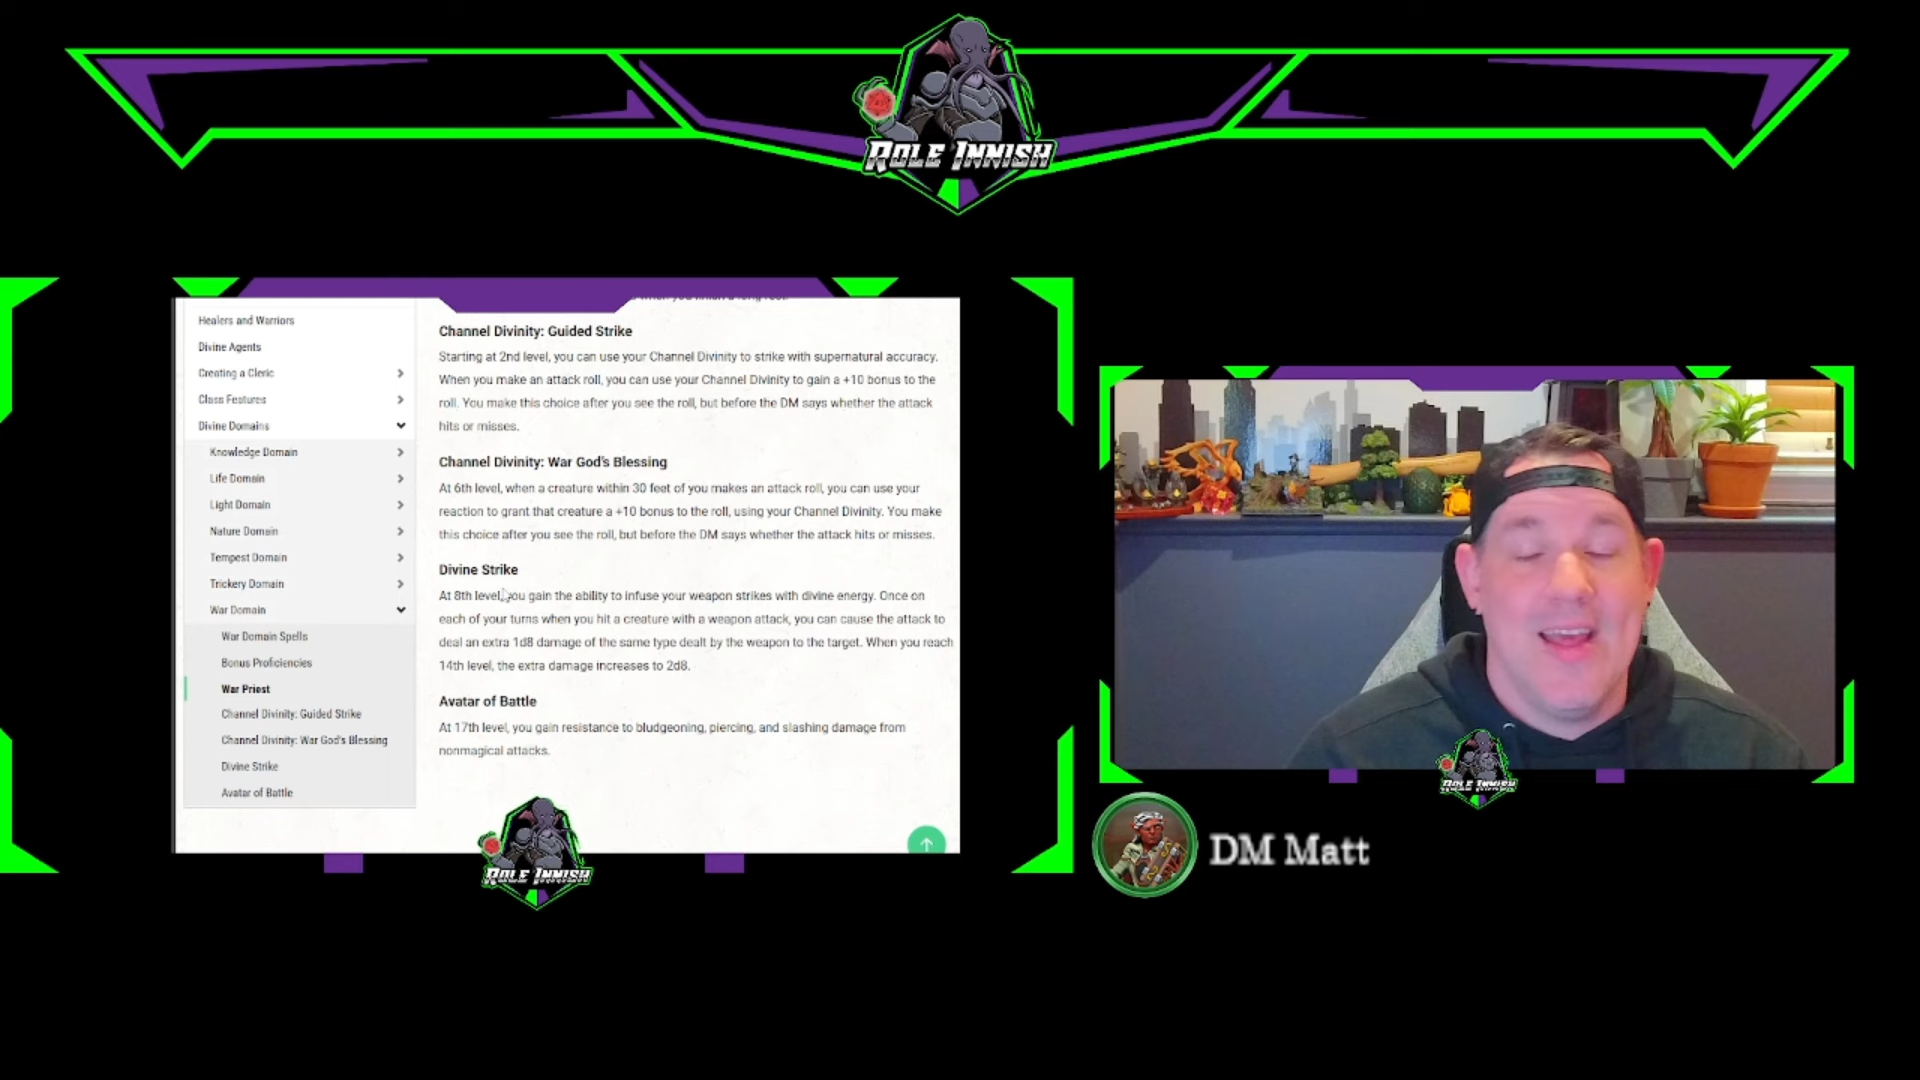 ROLE INNISH
Healers and Warriors
Divine Agents
Creating a Cleric
Class Features
Divine Domains
Knowledge Domain
Life Domain
Light Domain
Nature Domain
Tempest Domain
Trickery Domain
War Domain
War Domain Spells
Bonus Proficiencies
War Priest
Channel Divinity: Guided Strike
Channel Divinity: War God's Blessing
Divine Strike
Avatar of Battle
Channel Divinity: Guided Strike
Starting at 2nd level, you can use your Channel Divinity to strike with supernatural accuracy.
When you make an attack roll, you can use your Channel Divinity to gain a +10 bonus to the
roll. You make this choice after you see the roll, but before the DM says whether the attack
hits or misses.
Channel Divinity: War God's Blessing
At 6th level, when a creature within 30 feet of you makes an attack roll, you can use your
reaction to grant that creature a +10 bonus to the roll, using your Channel Divinity. You make
this choice after you see the roll, but before the DM says whether the attack hits or misses.
Divine Strike
At 8th level, you gain the ability to infuse your weapon strikes with divine energy. Once on
each of your turns when you hit a creature with a weapon attack, you can cause the attack to
deal an extra 1d8 damage of the same type dealt by the weapon to the target. When you reach
14th level, the extra damage increases to 2d8.
Avatar of Battle
At 17th level, you gain resistance to bludgeoning, piercing, and slashing damage from
nonmagical attacks.
ROLE INNISH
ROLE INNISH
DM Matt